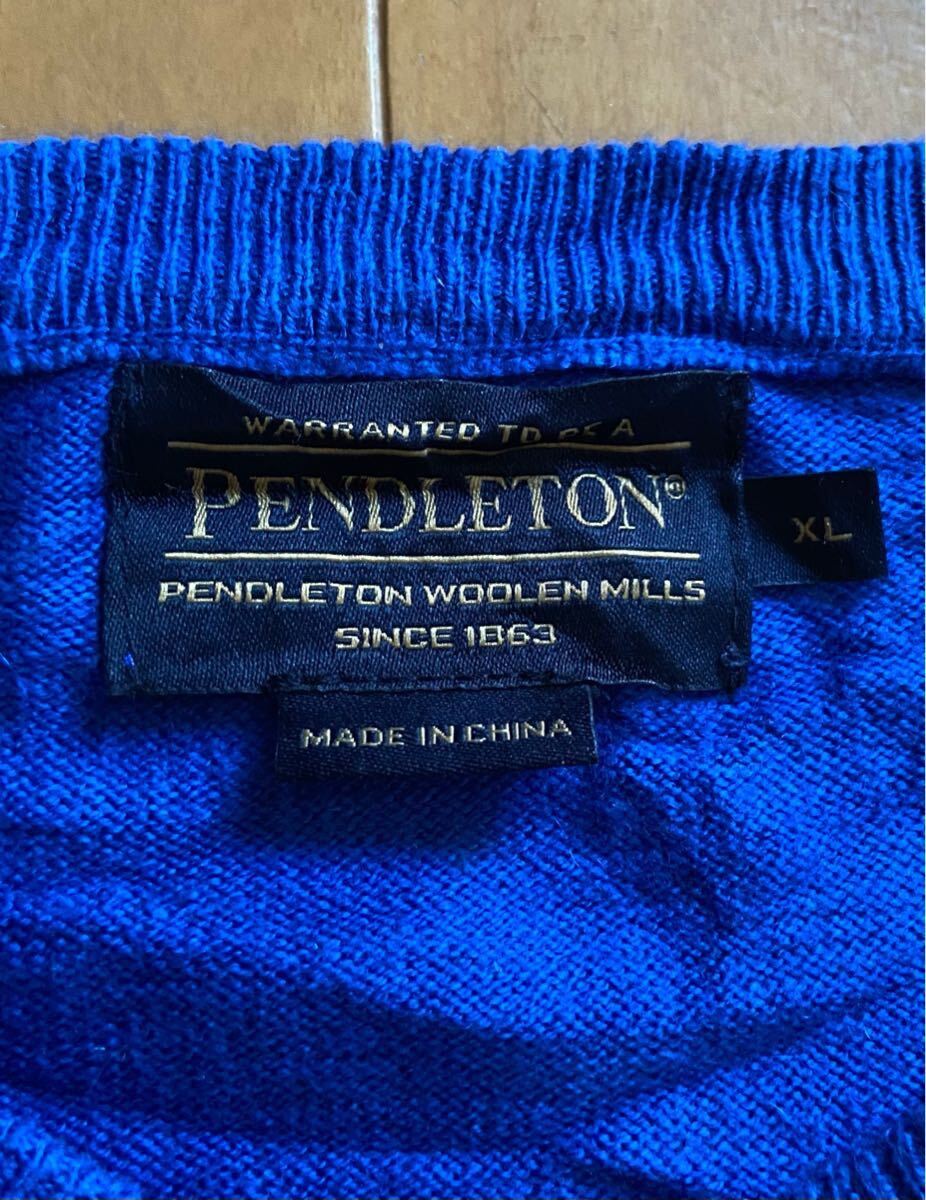 WARRANTED TO BE A
PENDLETON®
XL
PENDLETON WOOLEN MILLS
SINCE 1863
MADE IN CHINA